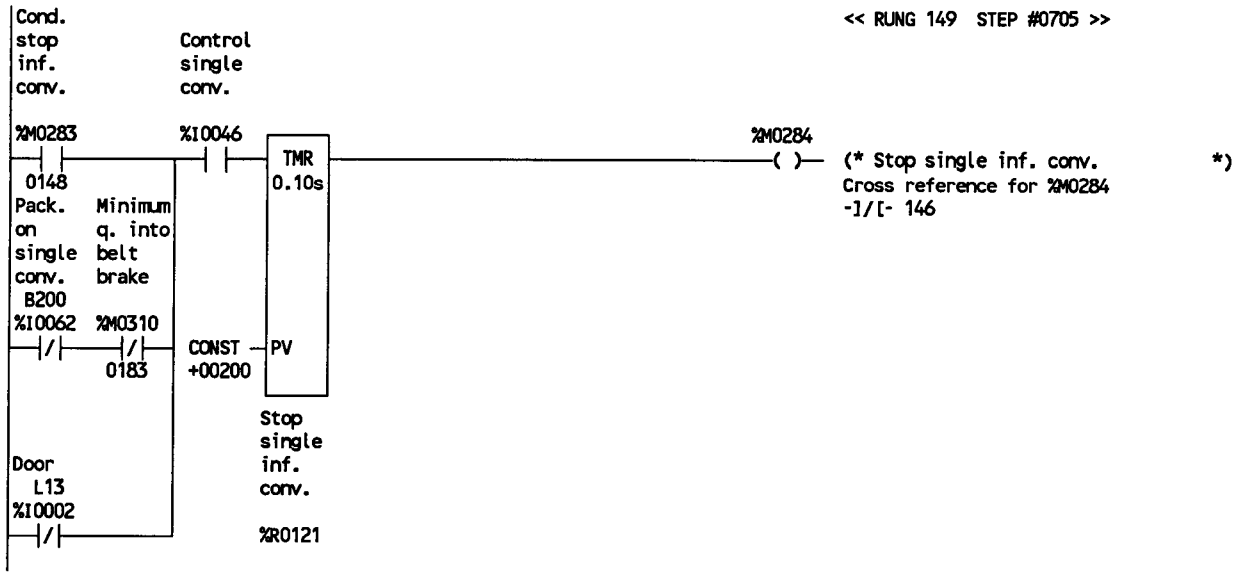 Cond.
stop
inf.
conv.
Control
single
conv.
<< RUNG 149 STEP #0705 >>
%M0283
%I0046
%M0284
TMR
0.10s
0148
(* Stop single inf. conv. *)
Cross reference for %M0284
-]/[- 146
Pack.
on
single
conv.
B200
Minimum
q. into
belt
brake
%I0062
%M0310
0183
CONST
+00200
PV
Stop
single
inf.
conv.
%R0121
Door
L13
%I0002